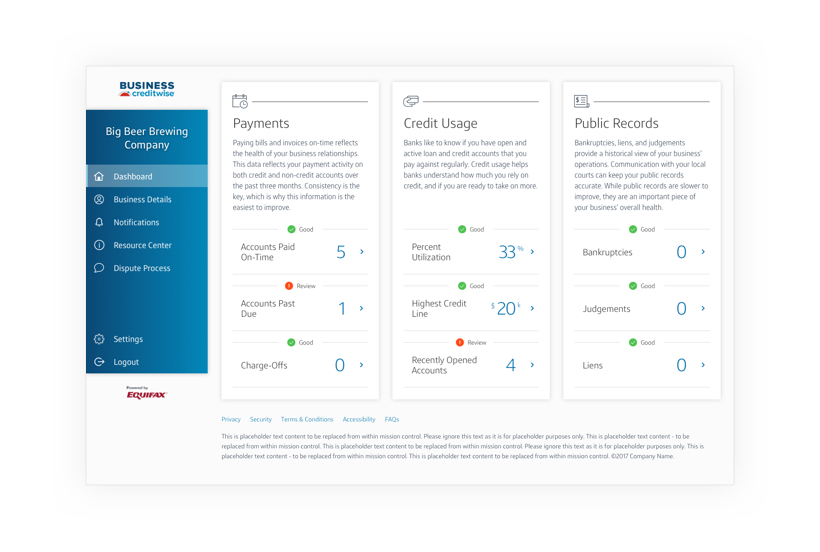 BUSINESS
creditwise
Big Beer Brewing
Company
Dashboard
Business Details
Notifications
Resource Center
Dispute Process
Settings
Logout
Powered by
EQUIFAX
Payments
Paying bills and invoices on-time reflects
the health of your business relationships.
This data reflects your payment activity on
both credit and non-credit accounts over
the past three months. Consistency is the
key, which is why this information is the
easiest to improve.
Good
Accounts Paid
On-Time
5
Review
Accounts Past
Due
1
Good
Charge-Offs
0
Credit Usage
Banks like to know if you have open and
active loan and credit accounts that you
pay against regularly. Credit usage helps
banks understand how much you rely on
credit, and if you are ready to take on more.
Good
Percent
Utilization
33 %
Good
Highest Credit
Line
$ 20 k
Review
Recently Opened
Accounts
4
Public Records
Bankruptcies, liens, and judgements
provide a historical view of your business'
operations. Communication with your local
courts can keep your public records
accurate. While public records are slower to
improve, they are an important piece of
your business' overall health.
Good
Bankruptcies
0
Good
Judgements
0
Good
Liens
0
Privacy Security Terms & Conditions Accessibility FAQs
This is placeholder text content to be replaced from within mission control. Please ignore this text as it is for placeholder purposes only. This is placeholder text content - to be
replaced from within mission control. This is placeholder text content to be replaced from within mission control. Please ignore this text as it is for placeholder purposes only. This is
placeholder text content - to be replaced from within mission control. This is placeholder text content to be replaced from within mission control. ©2017 Company Name.